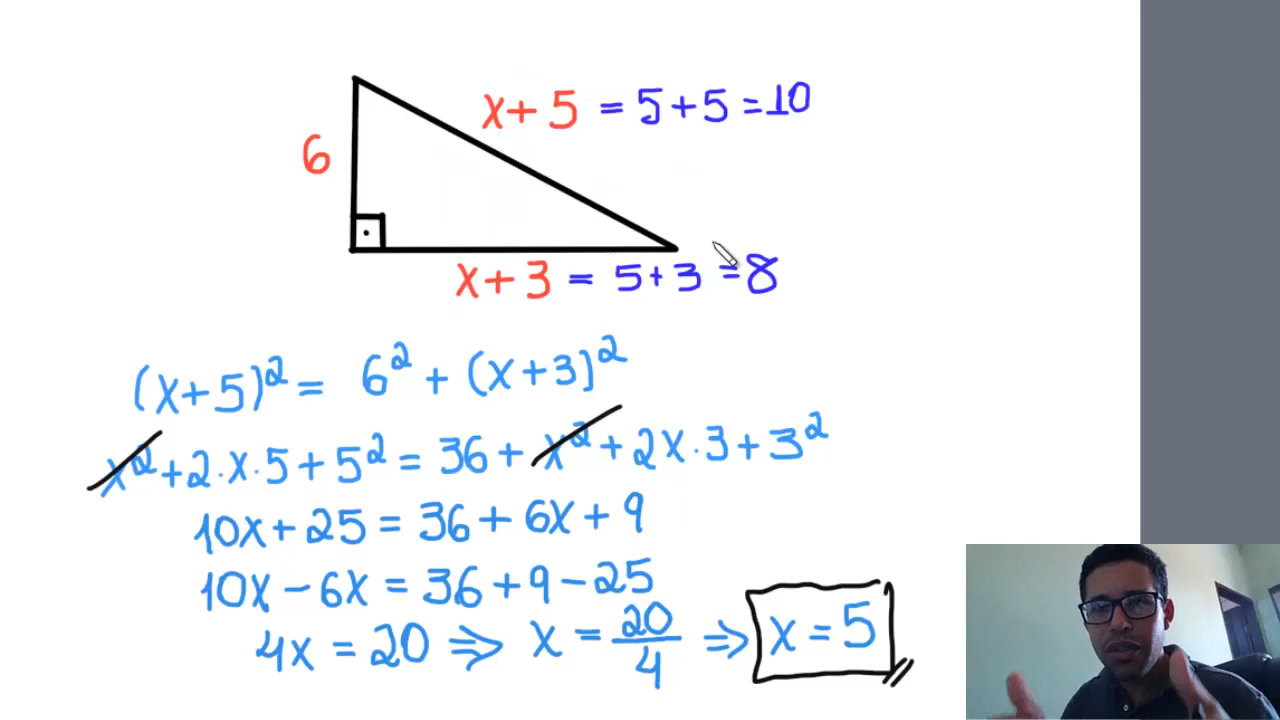 x+5 = 5+5 =10
6
x+3 = 5+3 =8
(x+5)² = 6² + (x+3)²
x²+2·x·5+5² = 36+x²+2x·3+3²
10x+25 = 36+6x+9
10x-6x = 36+9-25
4x = 20 ⇒ x = 20/4 ⇒ x = 5